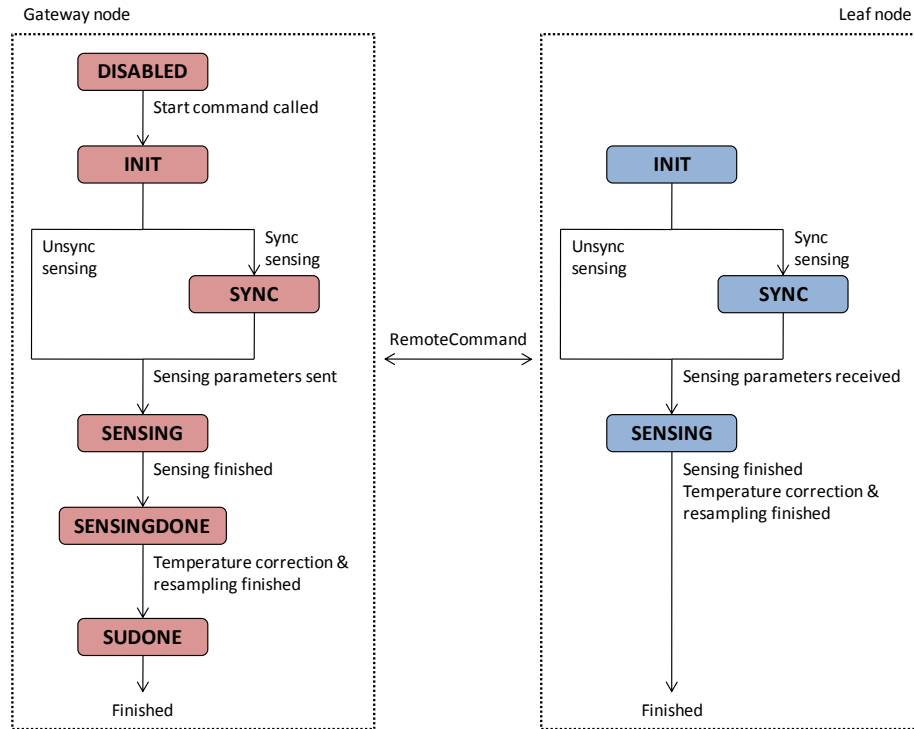 Gateway node
DISABLED
Start command called
INIT
Unsync
sensing
Sync
sensing
SYNC
Sensing parameters sent
SENSING
Sensing finished
SENSINGDONE
Temperature correction &
resampling finished
SUDONE
Finished
RemoteCommand
Leaf node
INIT
Unsync
sensing
Sync
sensing
SYNC
Sensing parameters received
SENSING
Sensing finished
Temperature correction &
resampling finished
Finished